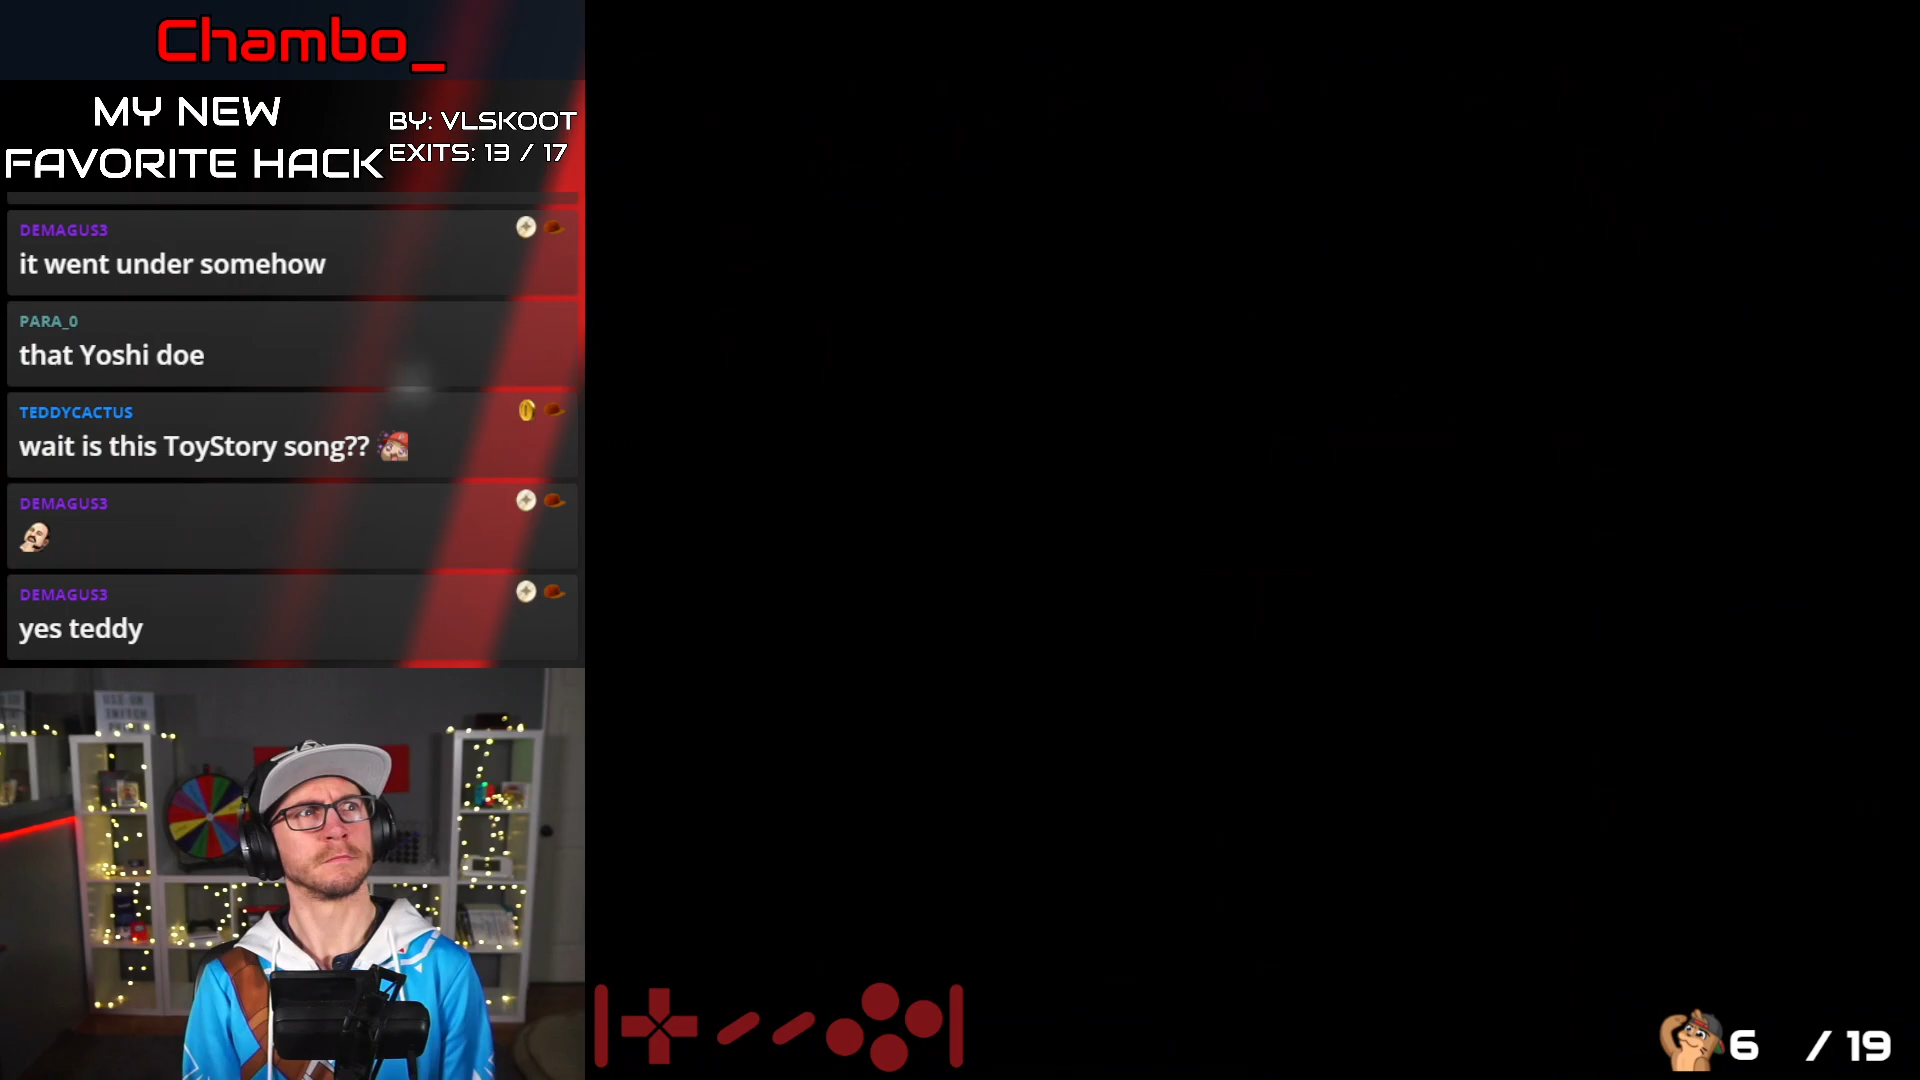 Chambo_
MY NEW
FAVORITE HACK
BY: VLSKOOT
EXITS: 13 / 17
DEMAGUS3
it went under somehow
PARA_0
that Yoshi doe
TEDDYCACTUS
wait is this ToyStory song??
DEMAGUS3
DEMAGUS3
yes teddy
6 / 19